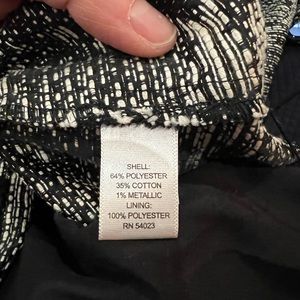 SHELL:
64% POLYESTER
35% COTTON
1% METALLIC
LINING:
100% POLYESTER
RN 54023